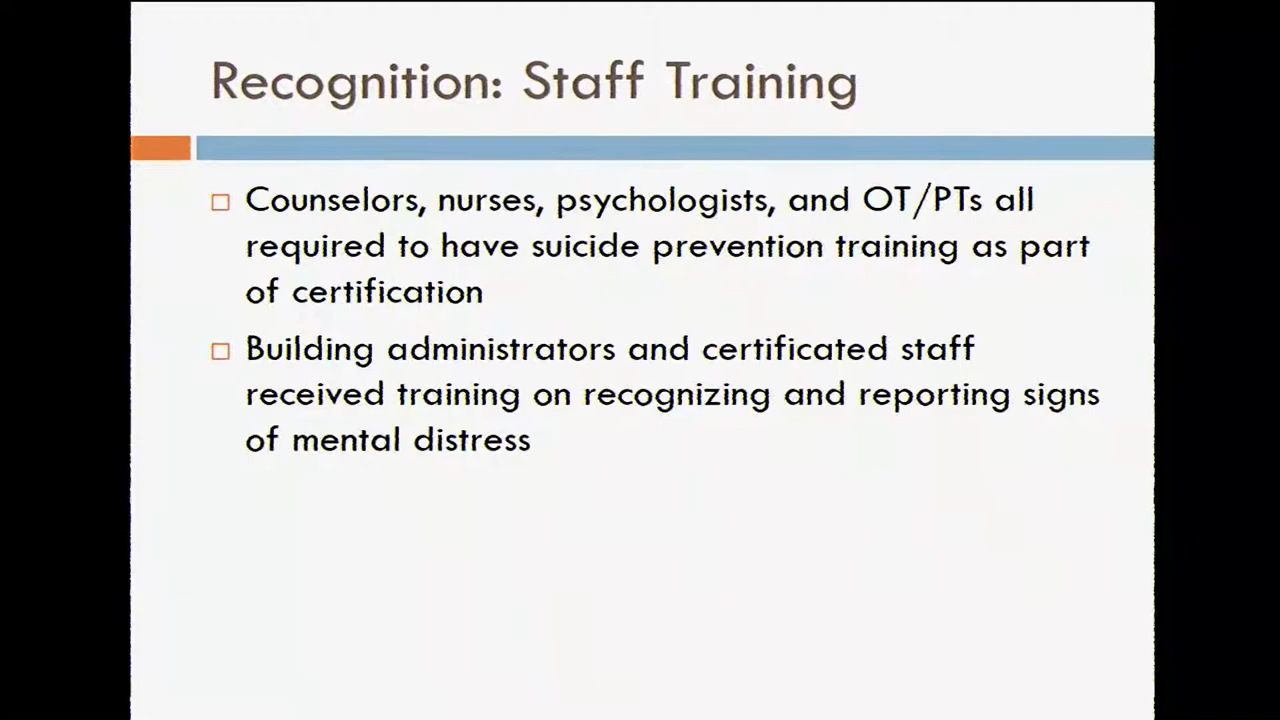 Recognition: Staff Training
Counselors, nurses, psychologists, and OT/PTs all
required to have suicide prevention training as part
of certification
Building administrators and certificated staff
received training on recognizing and reporting signs
of mental distress